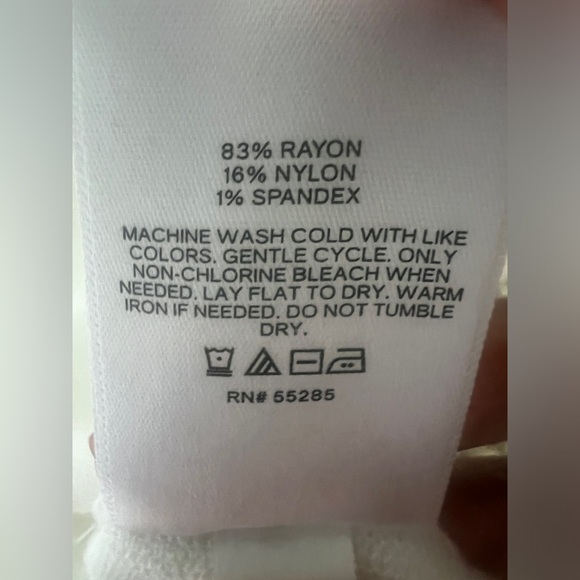 83% RAYON
16% NYLON
1% SPANDEX
MACHINE WASH COLD WITH LIKE
COLORS. GENTLE CYCLE. ONLY
NON-CHLORINE BLEACH WHEN
NEEDED. LAY FLAT TO DRY. WARM
IRON IF NEEDED. DO NOT TUMBLE
DRY.
RN# 55285